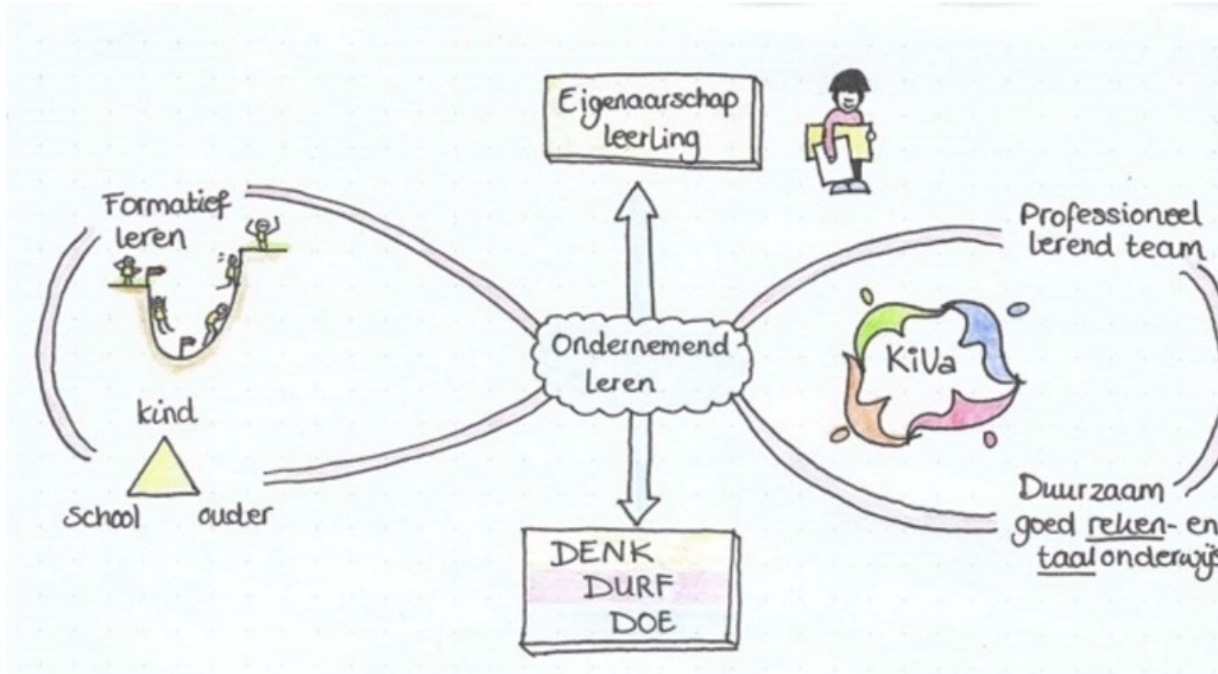 Eigenaarschap
leerling
Formatief
leren
Professioneel
lerend team
Ondernemend
leren
KiVa
kind
school ouder
Duurzaam
goed reken- en
taalonderwijs
DENK
DURF
DOE